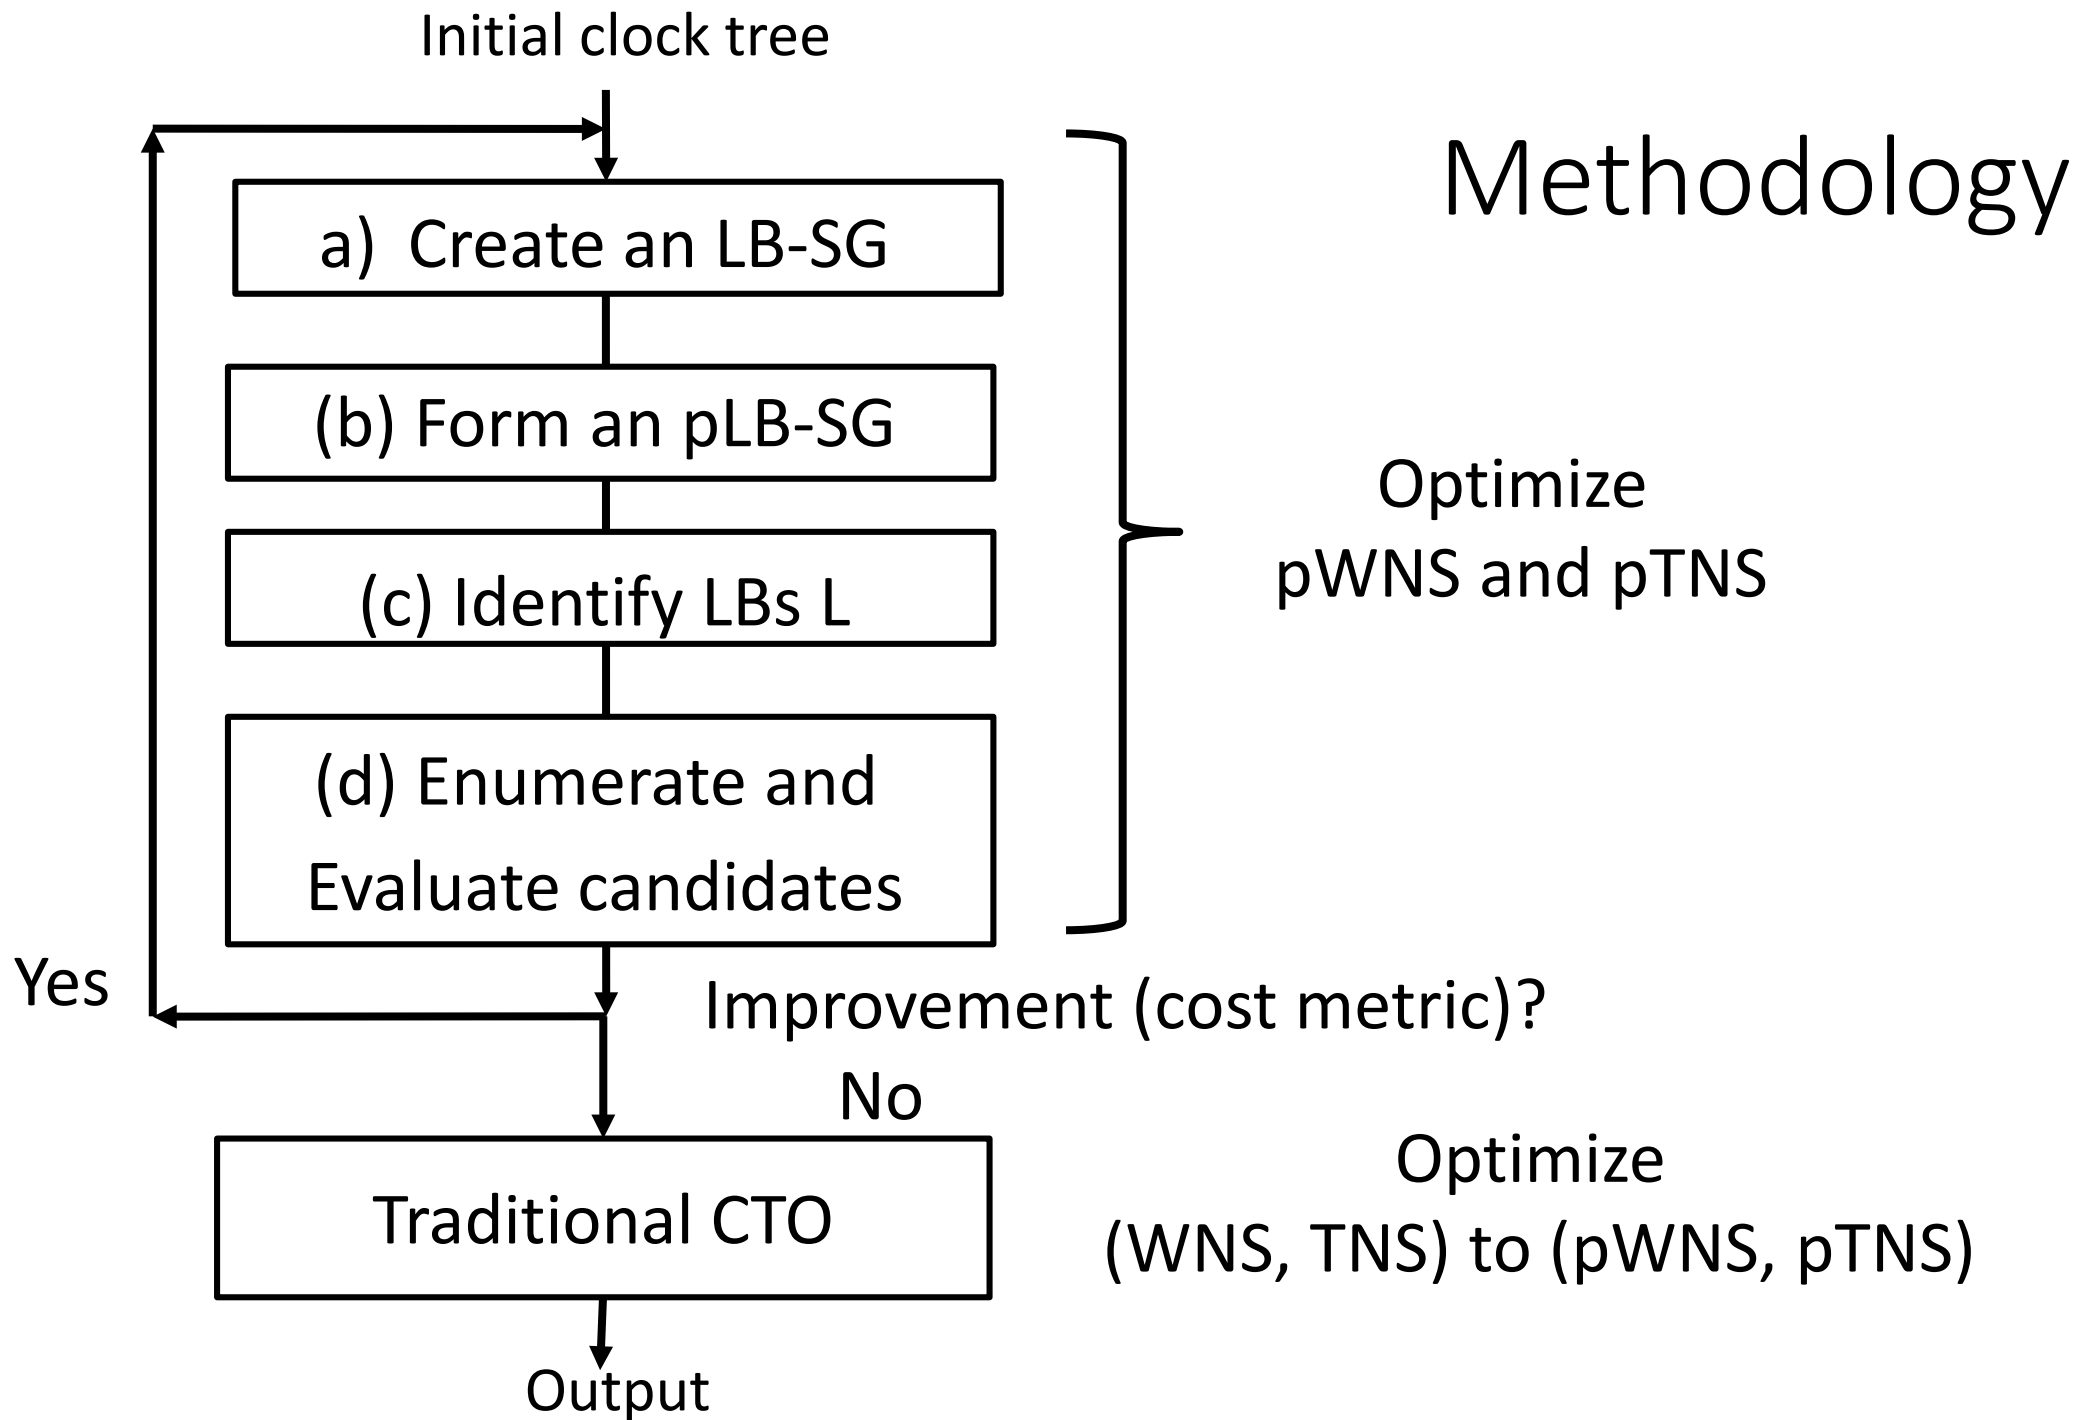 Initial clock tree
Methodology
a) Create an LB-SG
(b) Form an pLB-SG
(c) Identify LBs L
(d) Enumerate and
Evaluate candidates
Optimize
pWNS and pTNS
Yes
Improvement (cost metric)?
No
Traditional CTO
Optimize
(WNS, TNS) to (pWNS, pTNS)
Output